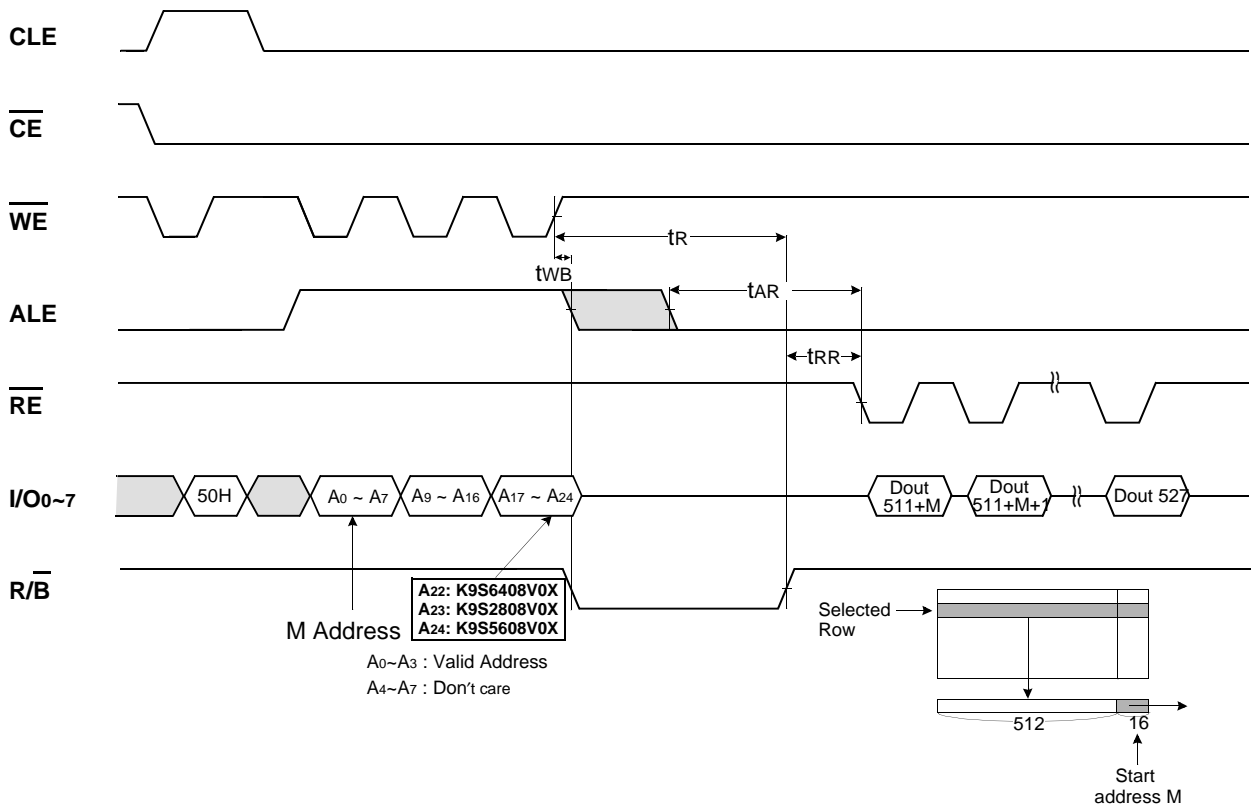 CLE
CE
WE
tR
tWB
ALE
tAR
tRR
RE
I/O0~7
50H
A0 ~ A7
A9 ~ A16
A17 ~ A24
Dout
511+M
Dout
511+M+1
Dout 527
R/B
A22: K9S6408V0X
A23: K9S2808V0X
A24: K9S5608V0X
M Address
A0~A3 : Valid Address
A4~A7 : Don't care
Selected
Row
512
16
Start
address M